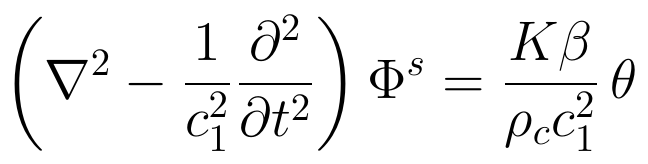 $$\left( \nabla^2 - \frac{1}{c_1^2} \frac{\partial^2}{\partial t^2} \right) \Phi^s = \frac{K\beta}{\rho_c c_1^2} \, \theta$$